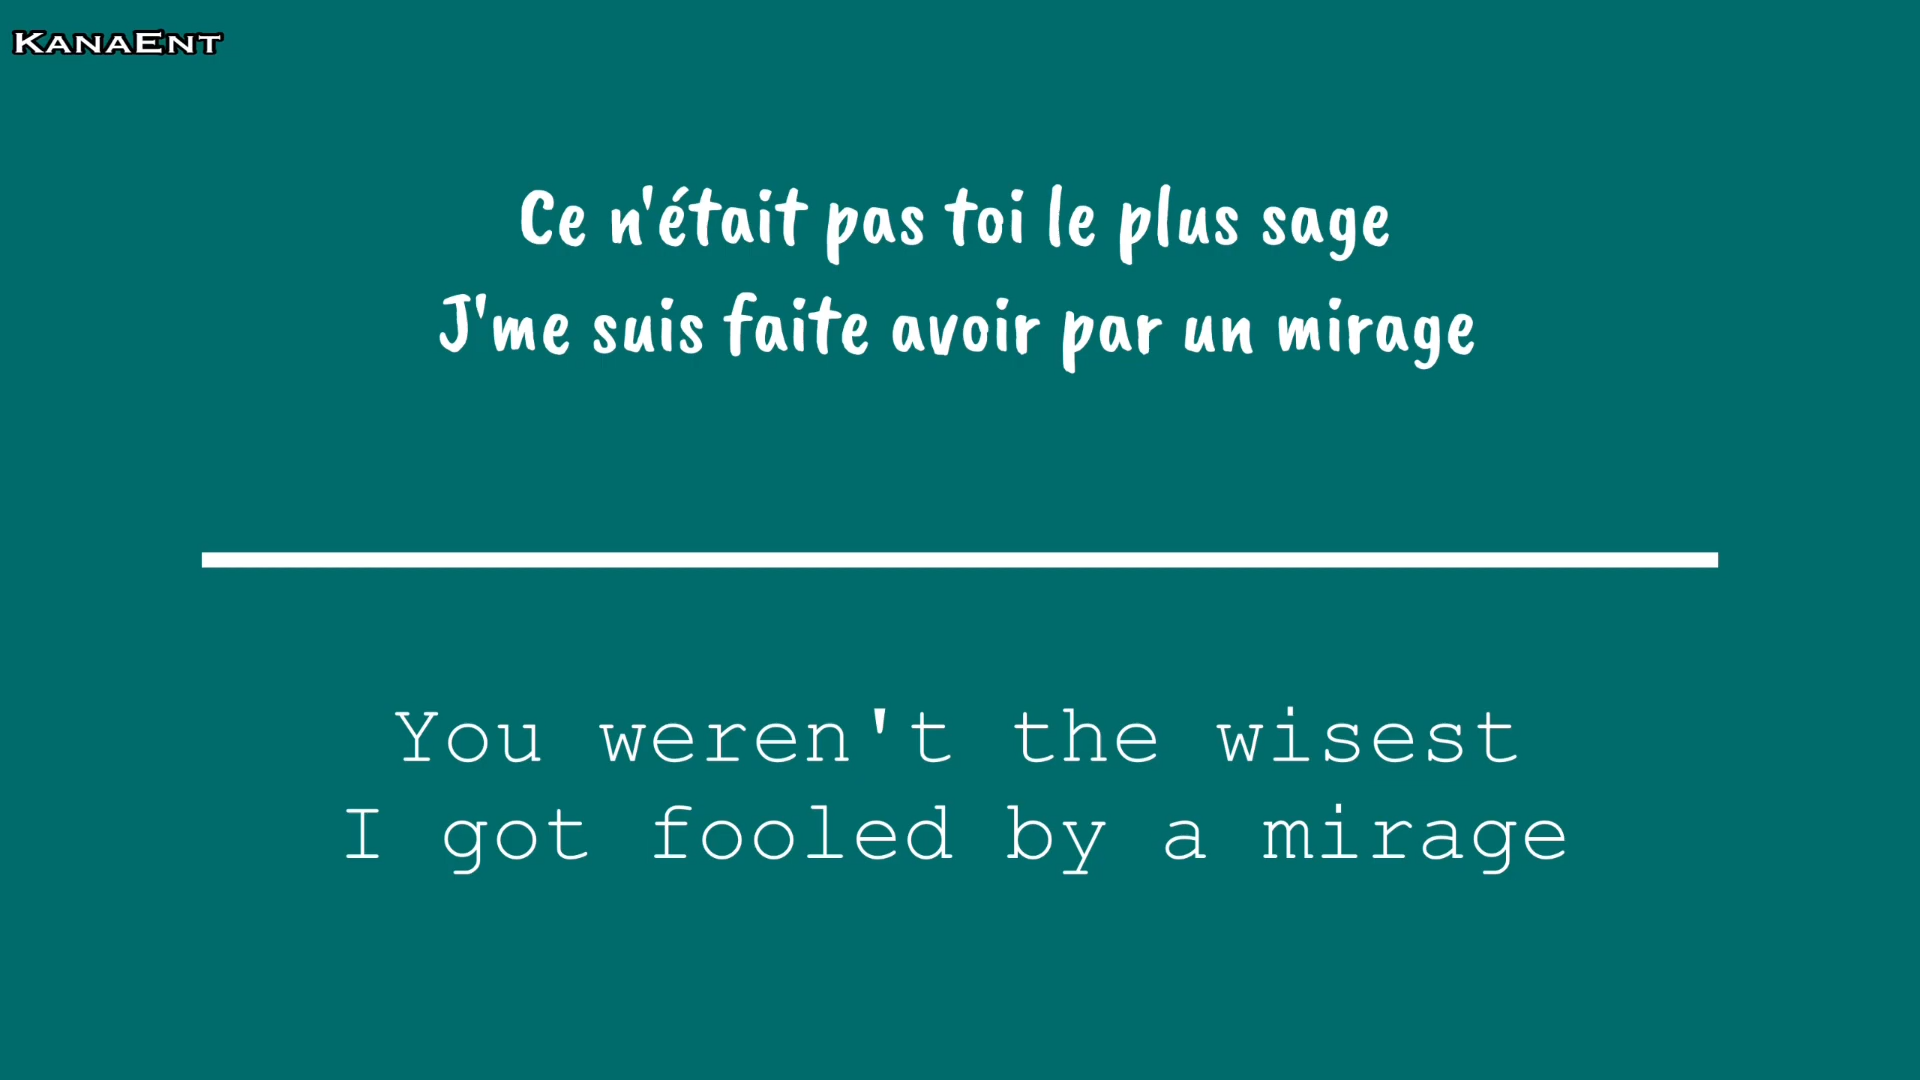 KANAENT
Ce n'était pas toi le plus sage
J'me suis faite avoir par un mirage
You weren't the wisest
I got fooled by a mirage